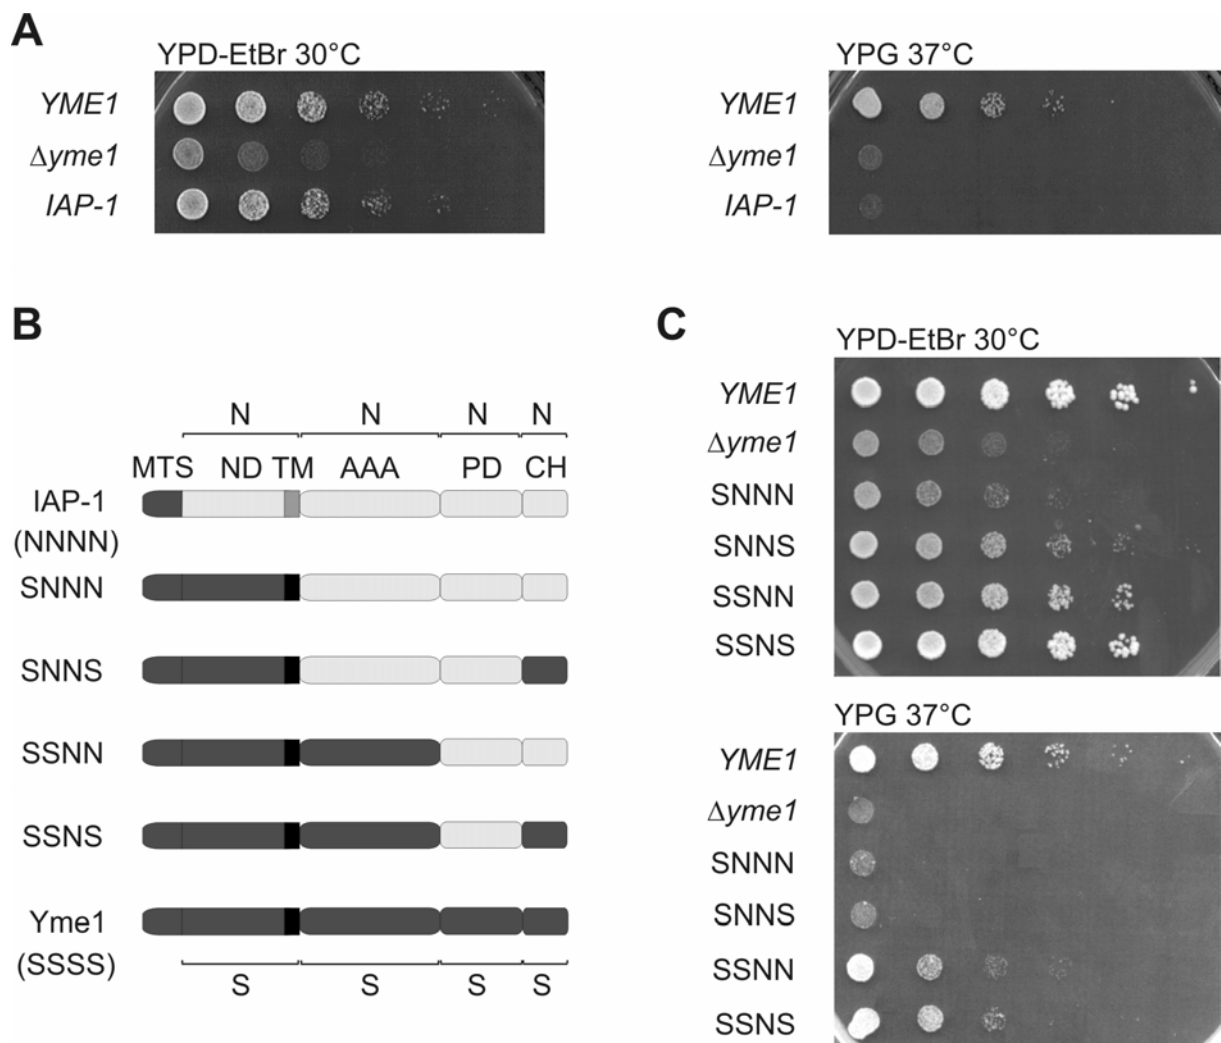 A
YPD-EtBr 30°C
YPG 37°C
YME1
YME1
Δyme1
Δyme1
IAP-1
IAP-1
B
C
YPD-EtBr 30°C
N N N N
MTS ND TM AAA PD CH
IAP-1
(NNNN)
SNNN
SNNS
SSNN
SSNS
Yme1
(SSSS)
S S S S
YME1
Δyme1
SNNN
SNNS
SSNN
SSNS
YPG 37°C
YME1
Δyme1
SNNN
SNNS
SSNN
SSNS